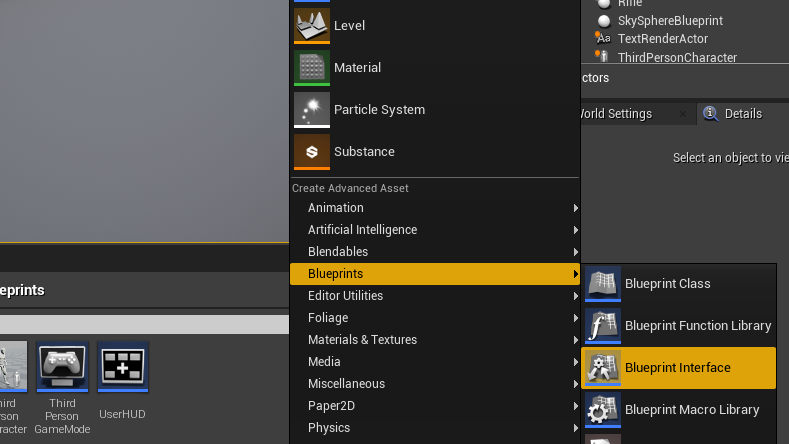 Level
Material
Particle System
Substance
Create Advanced Asset
Animation
Artificial Intelligence
Blendables
Blueprints
Editor Utilities
Foliage
Materials & Textures
Media
Miscellaneous
Paper2D
Physics
Blueprint Class
Blueprint Function Library
Blueprint Interface
Blueprint Macro Library
Rifle
SkySphereBlueprint
TextRenderActor
ThirdPersonCharacter
ctors
orld Settings
Details
Select an object to vie
eprints
hird
erson
racter
Third
Person
GameMode
UserHUD